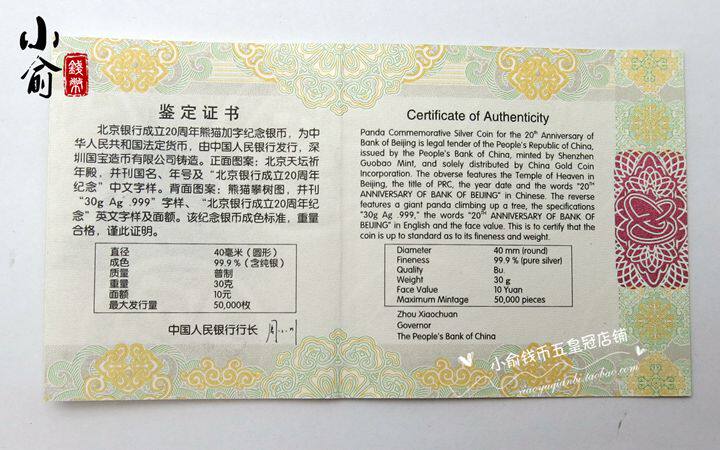 小俞
錢幣
鉴定证书
北京银行成立20周年熊猫加字纪念银币，为中
华人民共和国法定货币，由中国人民银行发行，深
圳国宝造币有限公司铸造。正面图案：北京天坛祈
年殿，并刊国名、年号及“北京银行成立20周年
纪念”中文字样。背面图案：熊猫攀树图，并刊
“30g Ag .999”字样、“北京银行成立20周年纪
念”英文字样及面额。该纪念银币成色标准，重量
合格，谨此证明。
直径 40毫米（圆形）
成色 99.9％（含纯银）
质量 普制
重量 30克
面额 10元
最大发行量 50,000枚
中国人民银行行长
Certificate of Authenticity
Panda Commemorative Silver Coin for the 20th Anniversary of
Bank of Beijing is legal tender of the People's Republic of China,
issued by the People's Bank of China, minted by Shenzhen
Guobao Mint, and solely distributed by China Gold Coin
Incorporation. The obverse features the Temple of Heaven in
Beijing, the title of PRC, the year date and the words "20TH
ANNIVERSARY OF BANK OF BEIJING" in Chinese. The reverse
features a giant panda climbing up a tree, the specifications
"30g Ag .999," the words "20TH ANNIVERSARY OF BANK OF
BEIJING" in English and the face value. This is to certify that the
coin is up to standard as to its fineness and weight.
Diameter 40 mm (round)
Fineness 99.9 % (pure silver)
Quality Bu.
Weight 30 g
Face Value 10 Yuan
Maximum Mintage 50,000 pieces
Zhou Xiaochuan
Governor
The People's Bank of China
小俞钱币五皇冠店铺
xiaoyuqianbi.taobao.com